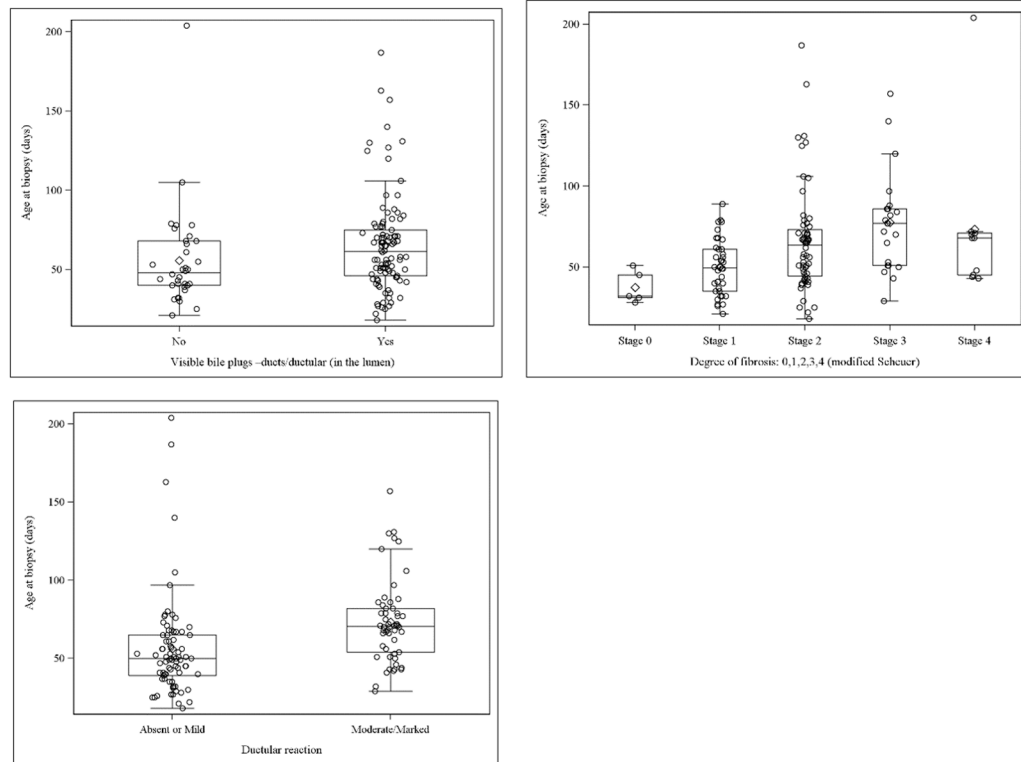 200
150
100
50
Age at biopsy (days)
No
Yes
Visible bile plugs –ducts/ductular (in the lumen)
200
150
100
50
Age at biopsy (days)
Stage 0
Stage 1
Stage 2
Stage 3
Stage 4
Degree of fibrosis: 0,1,2,3,4 (modified Scheuer)
200
150
100
50
Age at biopsy (days)
Absent or Mild
Moderate/Marked
Ductular reaction